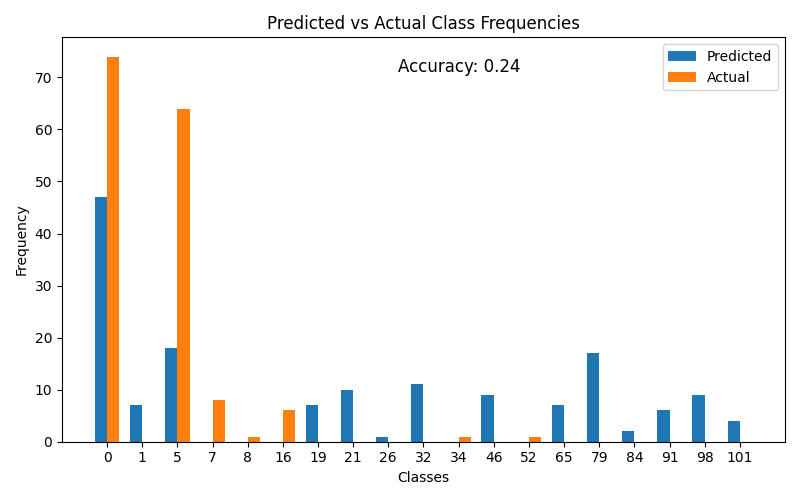 Predicted vs Actual Class Frequencies
Accuracy: 0.24
Predicted
Actual
Frequency
70
60
50
40
30
20
10
0
0 1 5 7 8 16 19 21 26 32 34 46 52 65 79 84 91 98 101
Classes